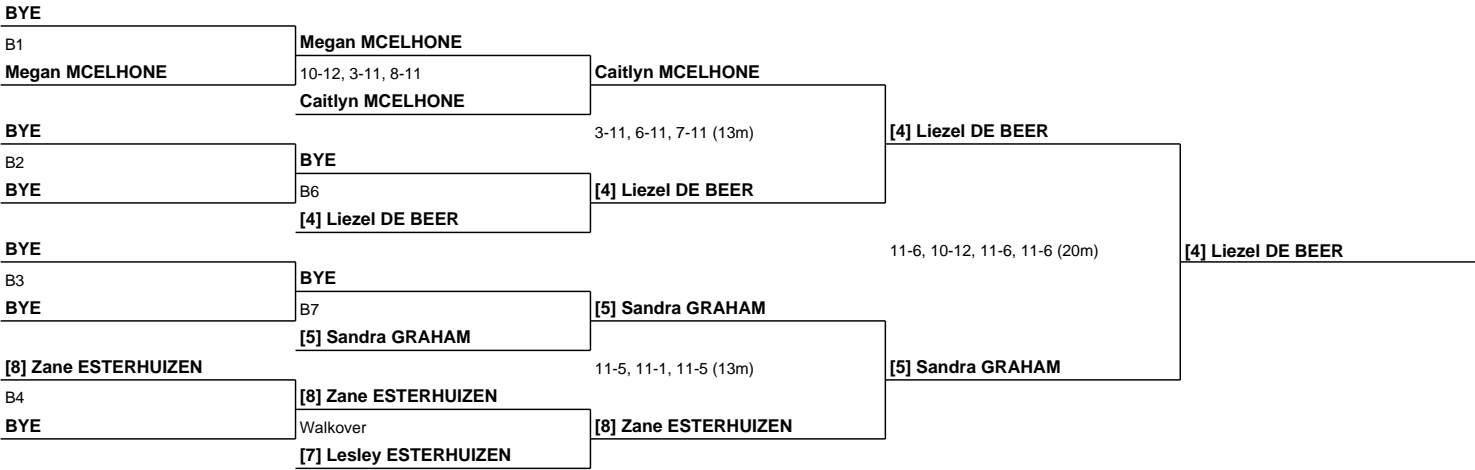 BYE
B1
Megan MCELHONE
Megan MCELHONE
10-12, 3-11, 8-11
Caitlyn MCELHONE
Caitlyn MCELHONE
BYE
B2
BYE
BYE
B6
[4] Liezel DE BEER
3-11, 6-11, 7-11 (13m)
[4] Liezel DE BEER
[4] Liezel DE BEER
BYE
B3
BYE
BYE
B7
[5] Sandra GRAHAM
[5] Sandra GRAHAM
11-6, 10-12, 11-6, 11-6 (20m)
[4] Liezel DE BEER
[8] Zane ESTERHUIZEN
B4
BYE
[8] Zane ESTERHUIZEN
Walkover
[7] Lesley ESTERHUIZEN
11-5, 11-1, 11-5 (13m)
[8] Zane ESTERHUIZEN
[5] Sandra GRAHAM